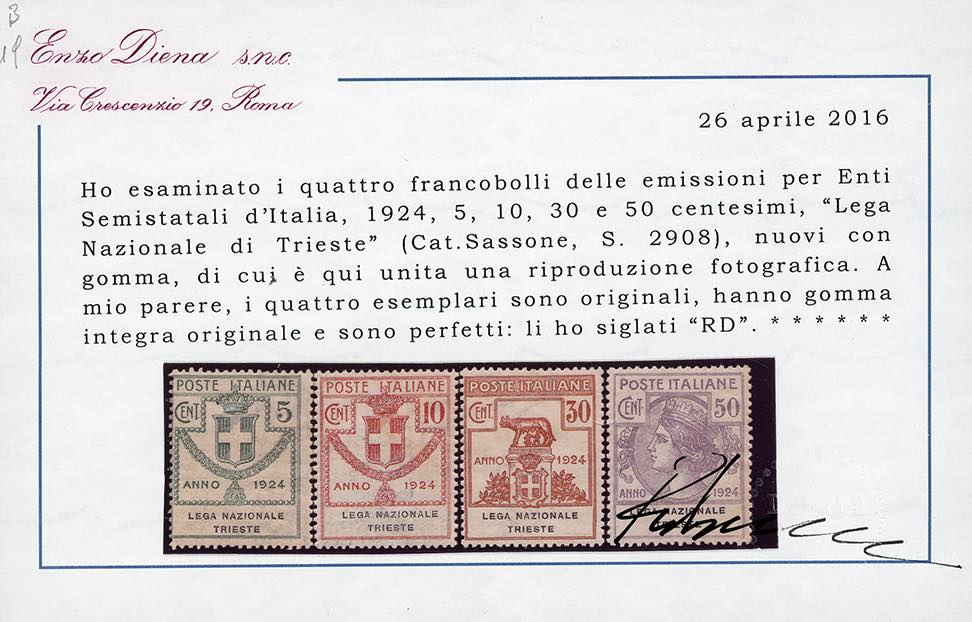 B
19
Enzo Diena s.n.c.
Via Crescenzio 19, Roma
26 aprile 2016
Ho esaminato i quattro francobolli delle emissioni per Enti
Semistatali d'Italia, 1924, 5, 10, 30 e 50 centesimi, “Lega
Nazionale di Trieste” (Cat.Sassone, S. 2908), nuovi con
gomma, di cui è qui unita una riproduzione fotografica. A
mio parere, i quattro esemplari sono originali, hanno gomma
integra originale e sono perfetti: li ho siglati “RD”. * * * * * *
POSTE ITALIANE
CENT. 5
ANNO 1924
LEGA NAZIONALE
TRIESTE
POSTE ITALIANE
CENT. 10
ANNO 1924
LEGA NAZIONALE
TRIESTE
POSTE ITALIANE
CENT. 30
ANNO 1924
LEGA NAZIONALE
TRIESTE
POSTE ITALIANE
CENT. 50
ANNO 1924
LEGA NAZIONALE